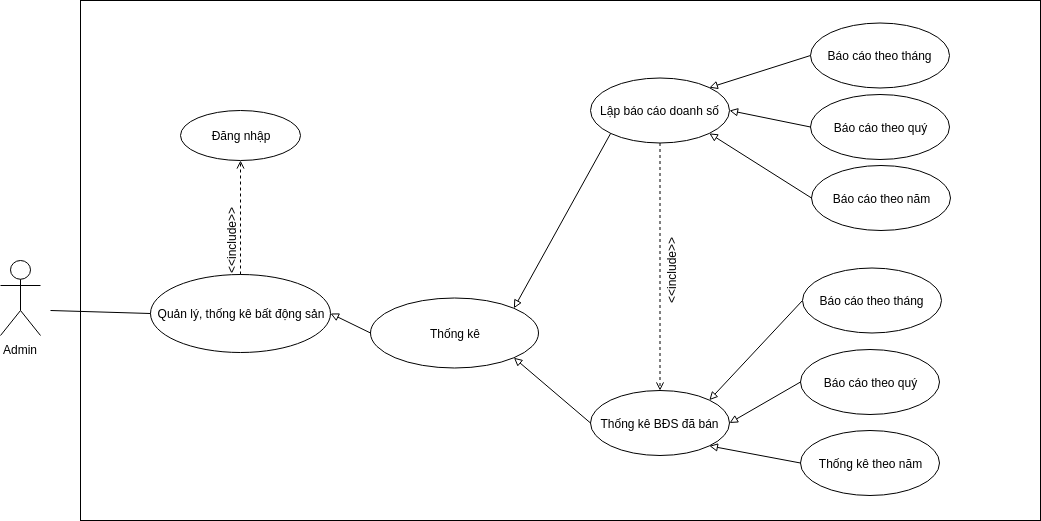 Báo cáo theo tháng
Lập báo cáo doanh số
Báo cáo theo quý
Đăng nhập
Báo cáo theo năm
<<include>>
<<include>>
Quản lý, thống kê bất động sản
Báo cáo theo tháng
Thống kê
Admin
Báo cáo theo quý
Thống kê BĐS đã bán
Thống kê theo năm